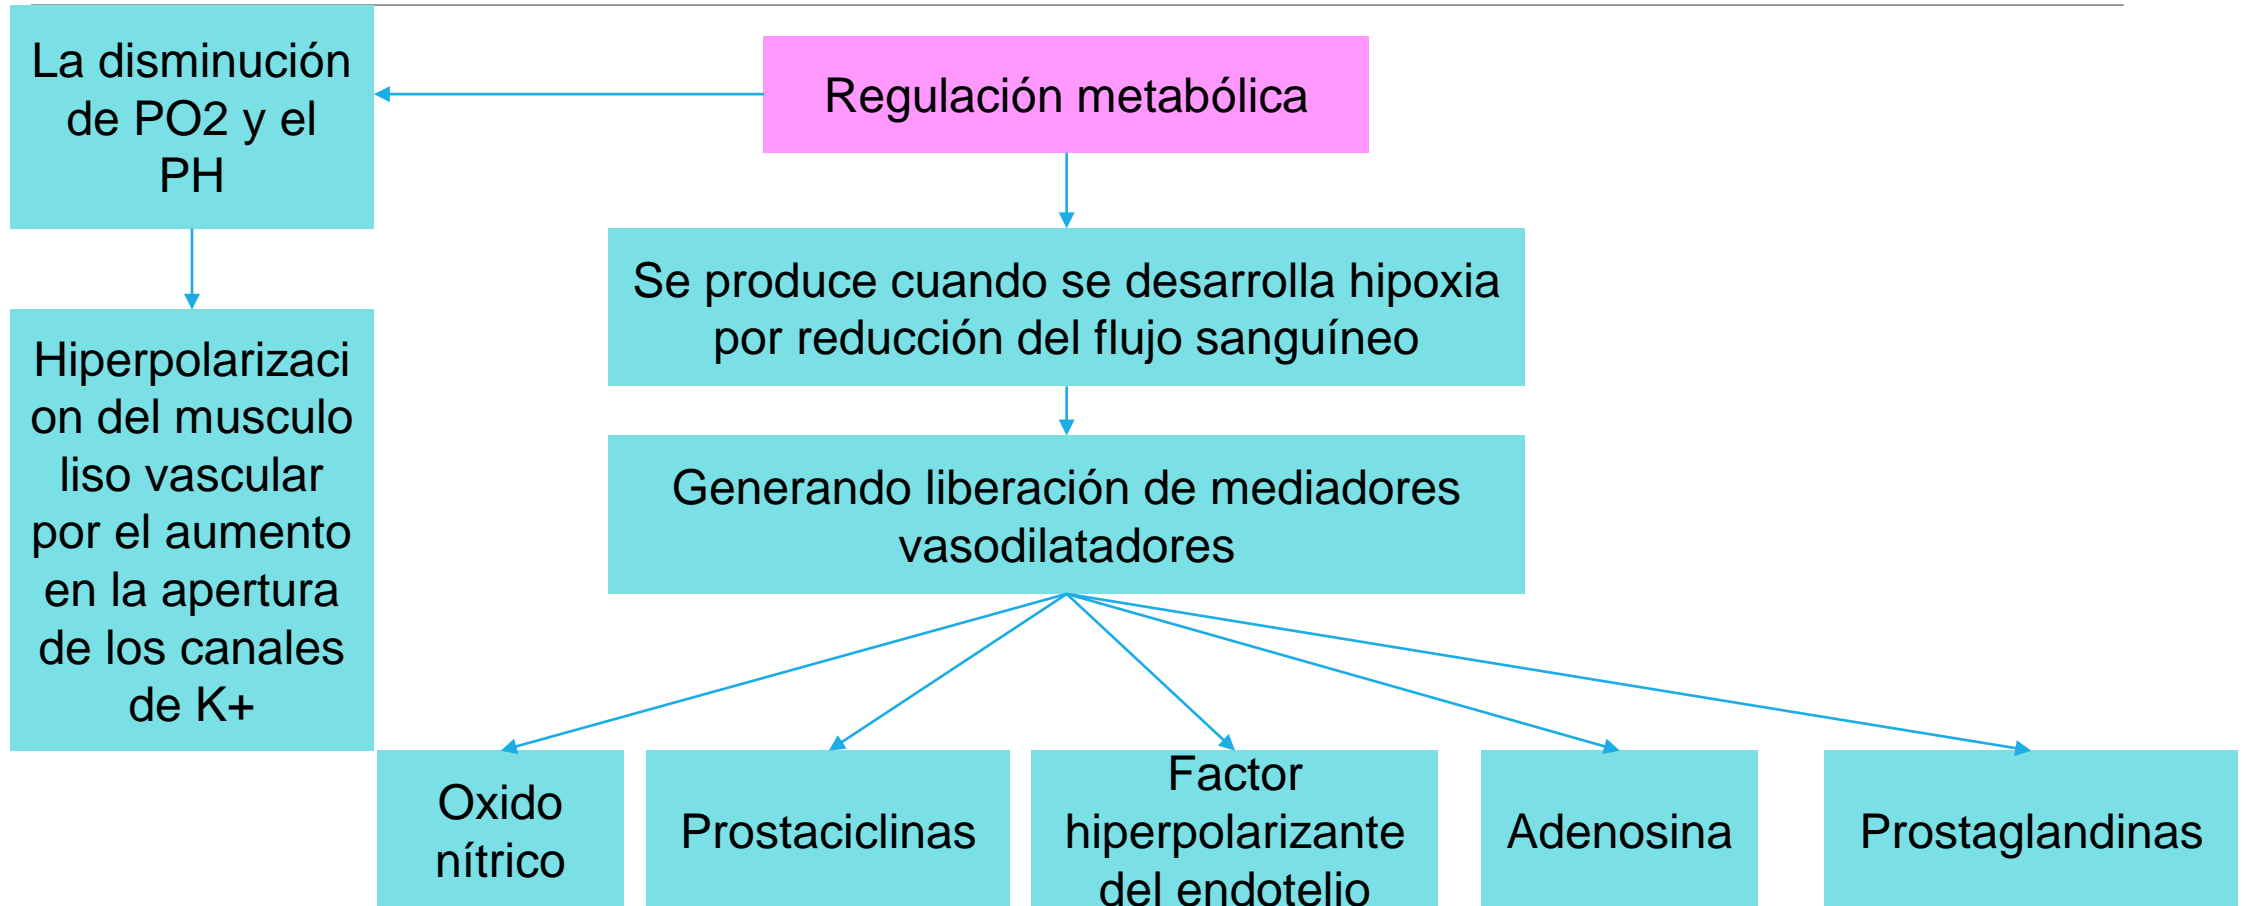 La disminución
de PO2 y el
PH
Regulación metabólica
Se produce cuando se desarrolla hipoxia
por reducción del flujo sanguíneo
Hiperpolarizaci
on del musculo
liso vascular
por el aumento
en la apertura
de los canales
de K+
Generando liberación de mediadores
vasodilatadores
Oxido
nítrico
Prostaciclinas
Factor
hiperpolarizante
del endotelio
Adenosina
Prostaglandinas